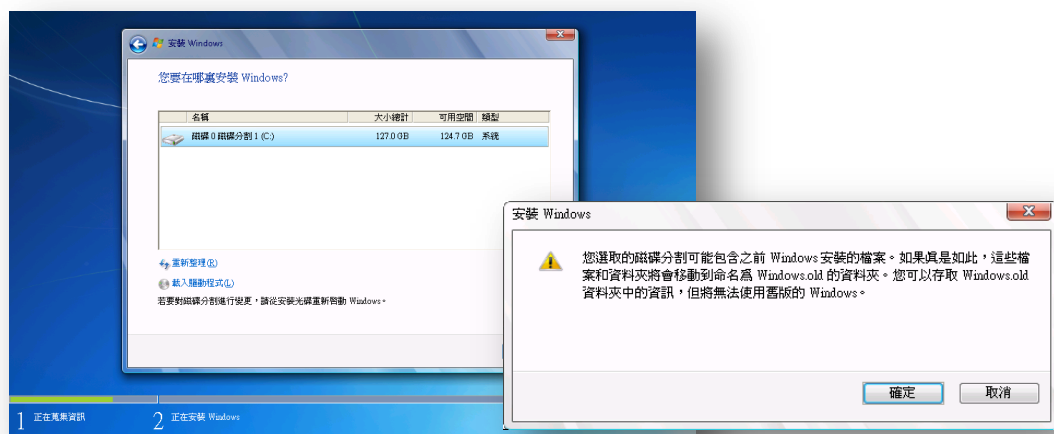 安裝 Windows
您要在哪裏安裝 Windows?
名稱 大小總計 可用空間 類型
磁碟 0 磁碟分割 1 (C:) 127.0 GB 124.7 GB 系統
重新整理(R)
載入驅動程式(L)
若要對磁碟分割進行變更，請從安裝光碟重新啓動 Windows。
1 正在蒐集資訊
2 正在安裝 Windows
安裝 Windows
您選取的磁碟分割可能包含之前 Windows 安裝的檔案。如果真是如此，這些檔
案和資料夾將會移動到命名爲 Windows.old 的資料夾。您可以存取 Windows.old
資料夾中的資訊，但將無法使用舊版的 Windows。
確定 取消